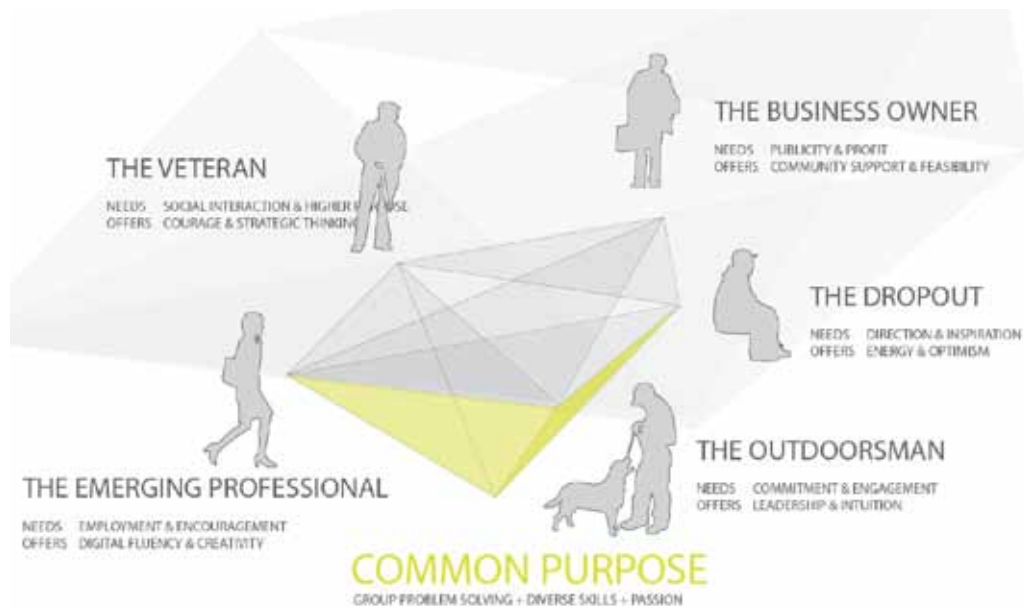 THE BUSINESS OWNER
NEEDS PUBLICITY & PROFIT
OFFERS COMMUNITY SUPPORT & FEASIBILITY
THE VETERAN
NEEDS SOCIAL INTERACTION & HIGHER
OFFERS COURAGE & STRATEGIC THINKING
THE DROPOUT
NEEDS DIRECTION & INSPIRATION
OFFERS ENERGY & OPTIMISM
THE OUTDOORSMAN
NEEDS COMMITMENT & ENGAGEMENT
OFFERS LEADERSHIP & INTUITION
THE EMERGING PROFESSIONAL
NEEDS EMPLOYMENT & ENCOURAGEMENT
OFFERS DIGITAL FLUENCY & CREATIVITY
COMMON PURPOSE
GROUP PROBLEM SOLVING + DIVERSE SKILLS + PASSION